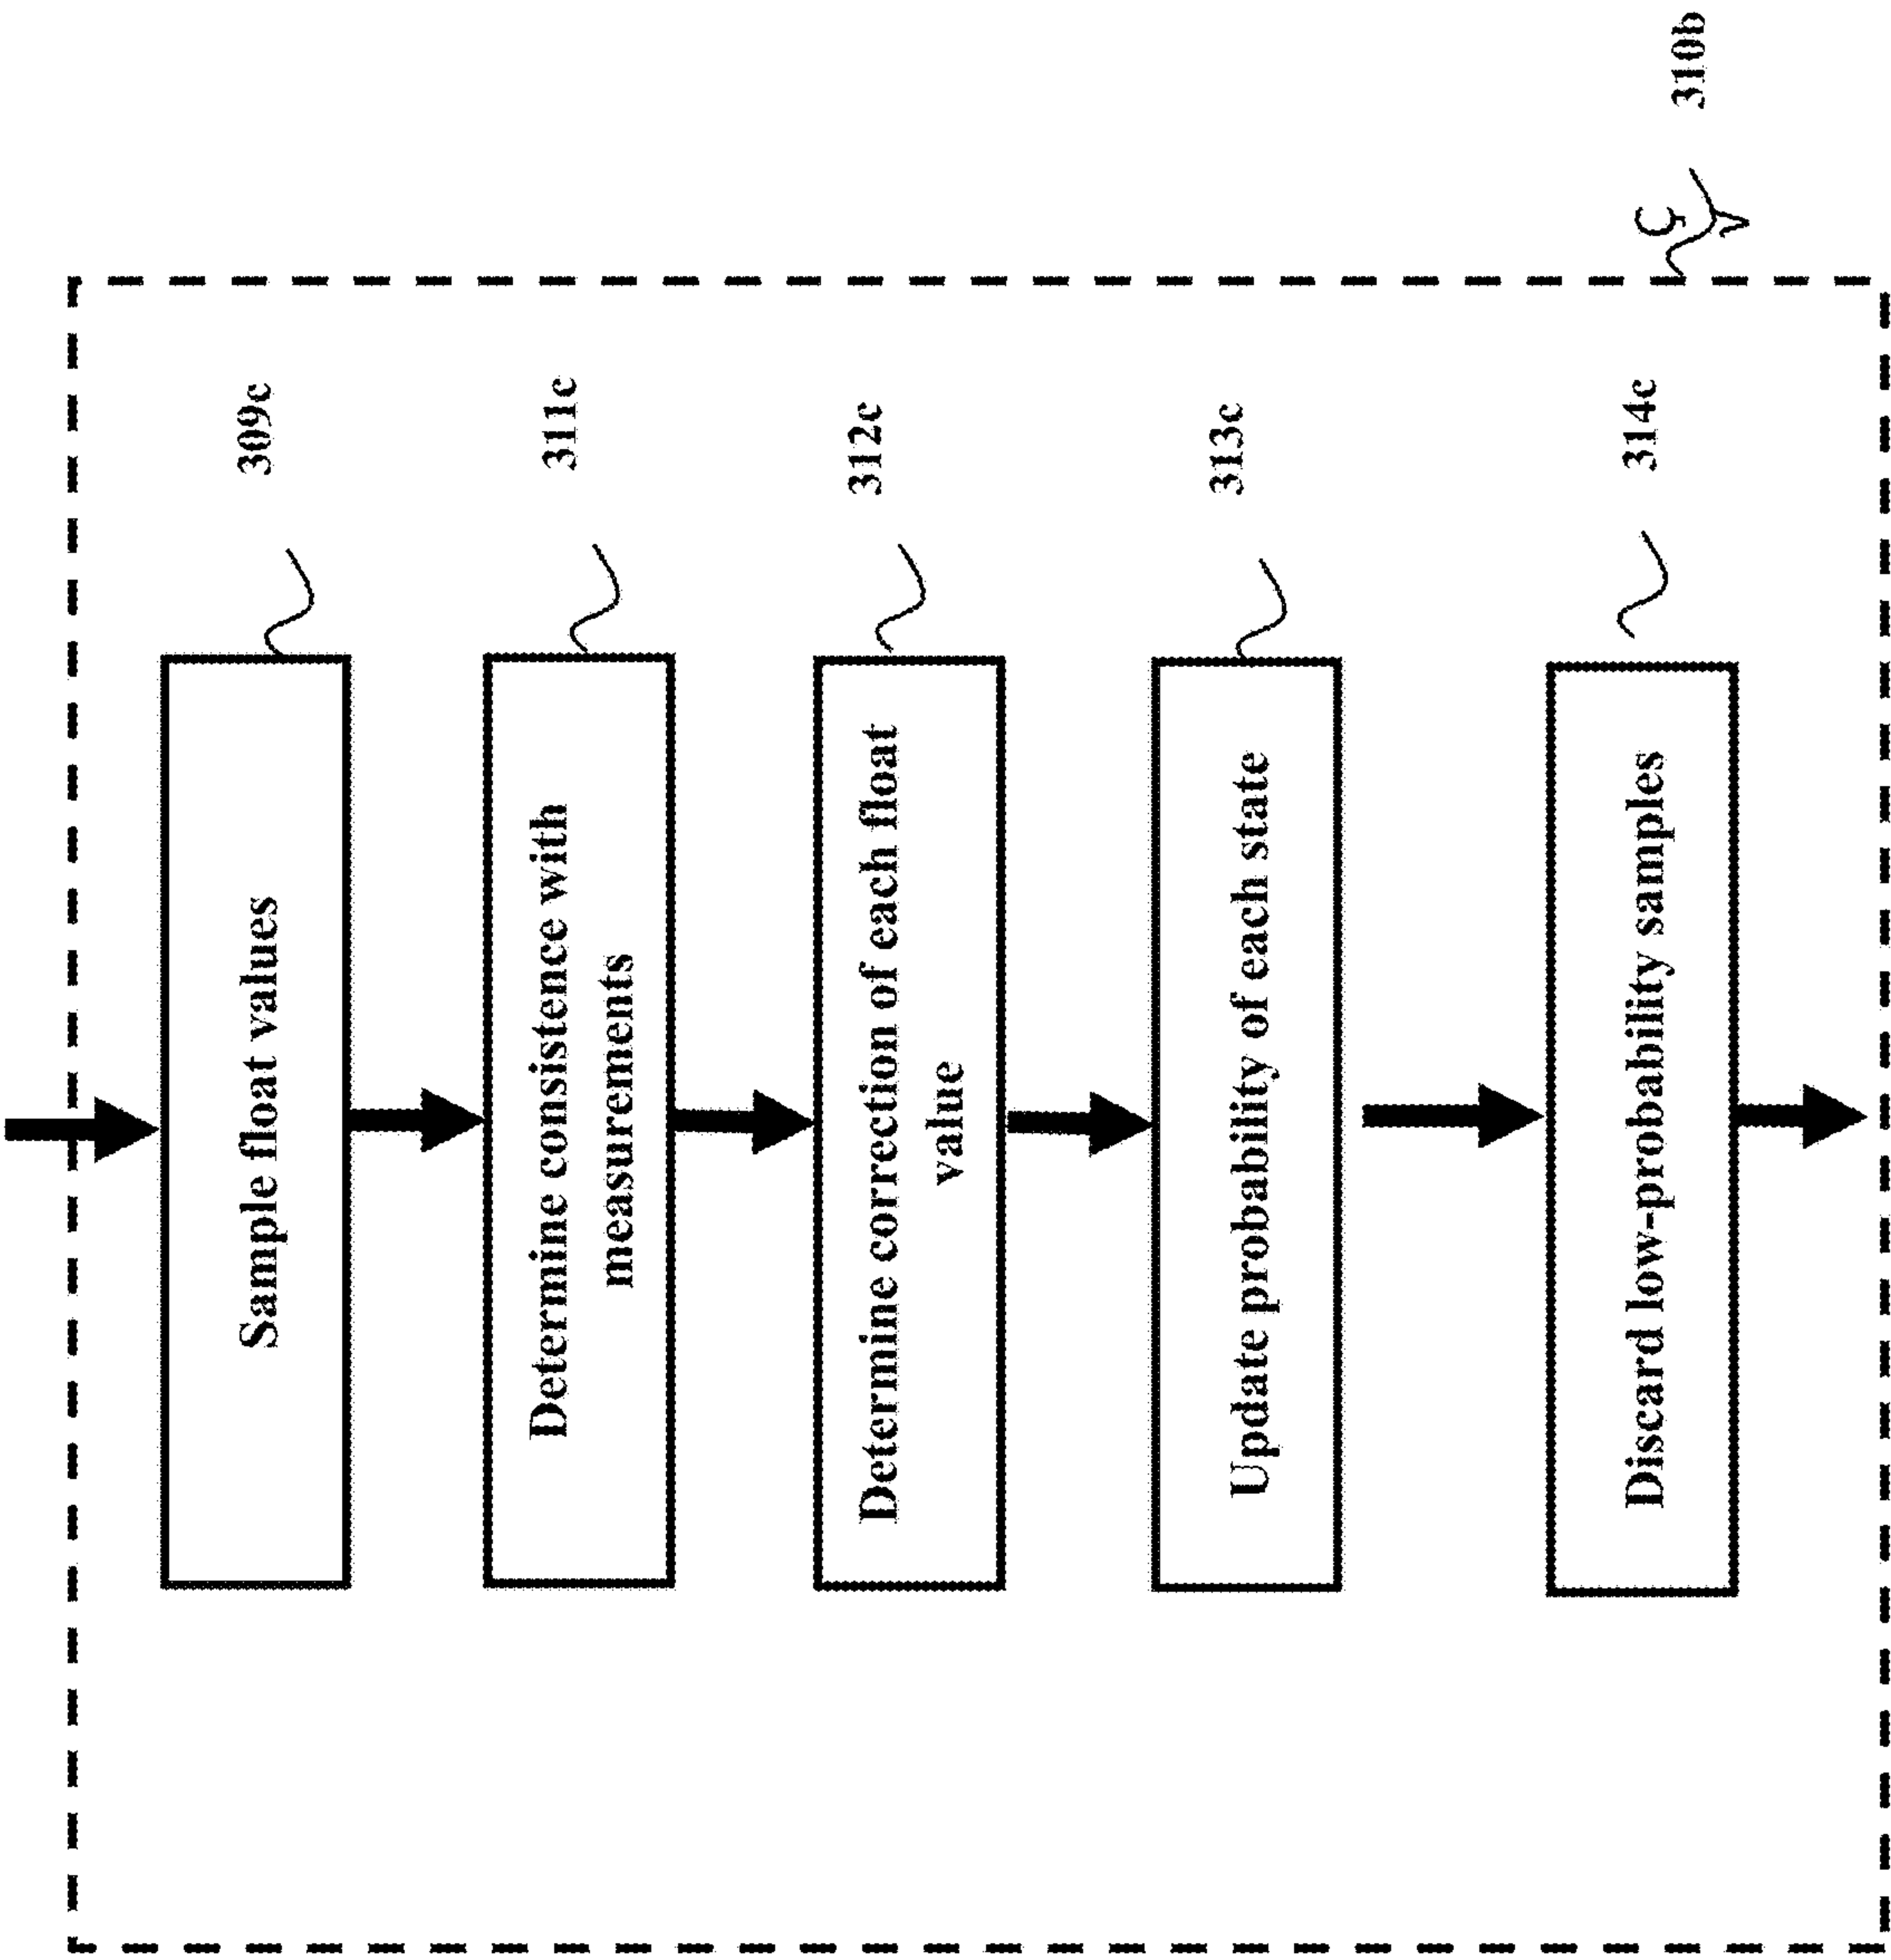 310b
309c
Sample float values
311c
Determine consistence with
measurements
312c
Determine correction of each float
value
313c
Update probability of each state
314c
Discard low-probability samples